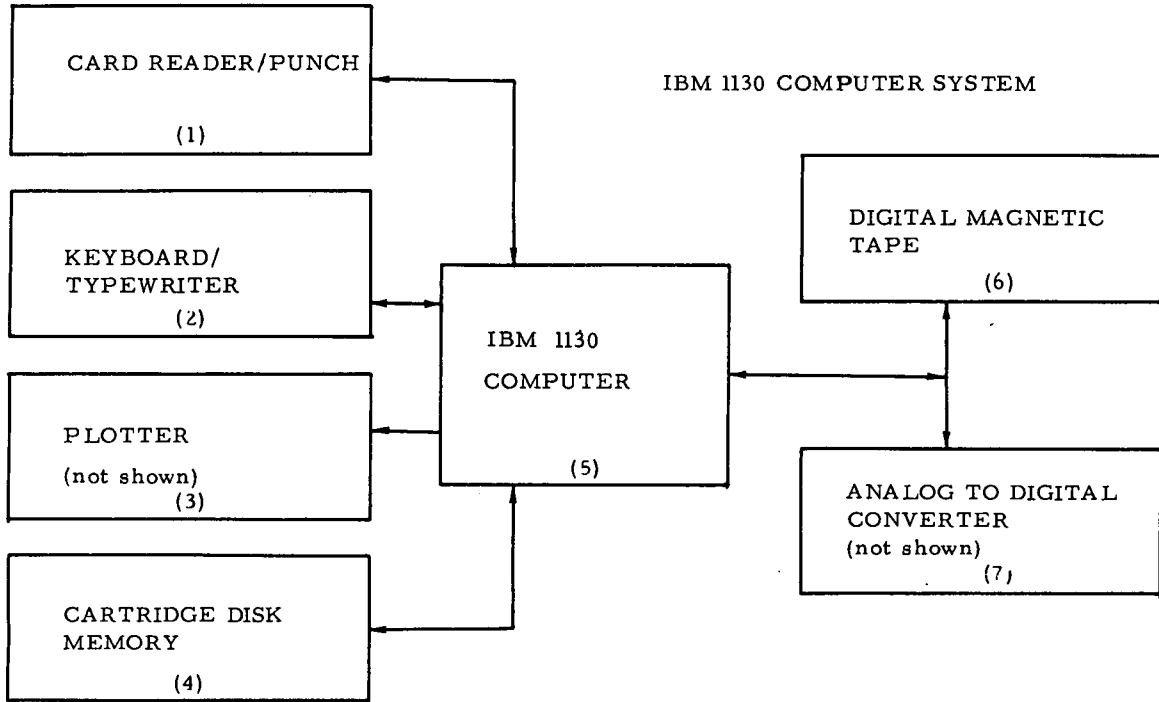 CARD READER/PUNCH
(1)
IBM 1130 COMPUTER SYSTEM
KEYBOARD/
TYPEWRITER
(2)
PLOTTER
(not shown)
(3)
CARTRIDGE DISK
MEMORY
(4)
IBM 1130
COMPUTER
(5)
DIGITAL MAGNETIC
TAPE
(6)
ANALOG TO DIGITAL
CONVERTER
(not shown)
(7)